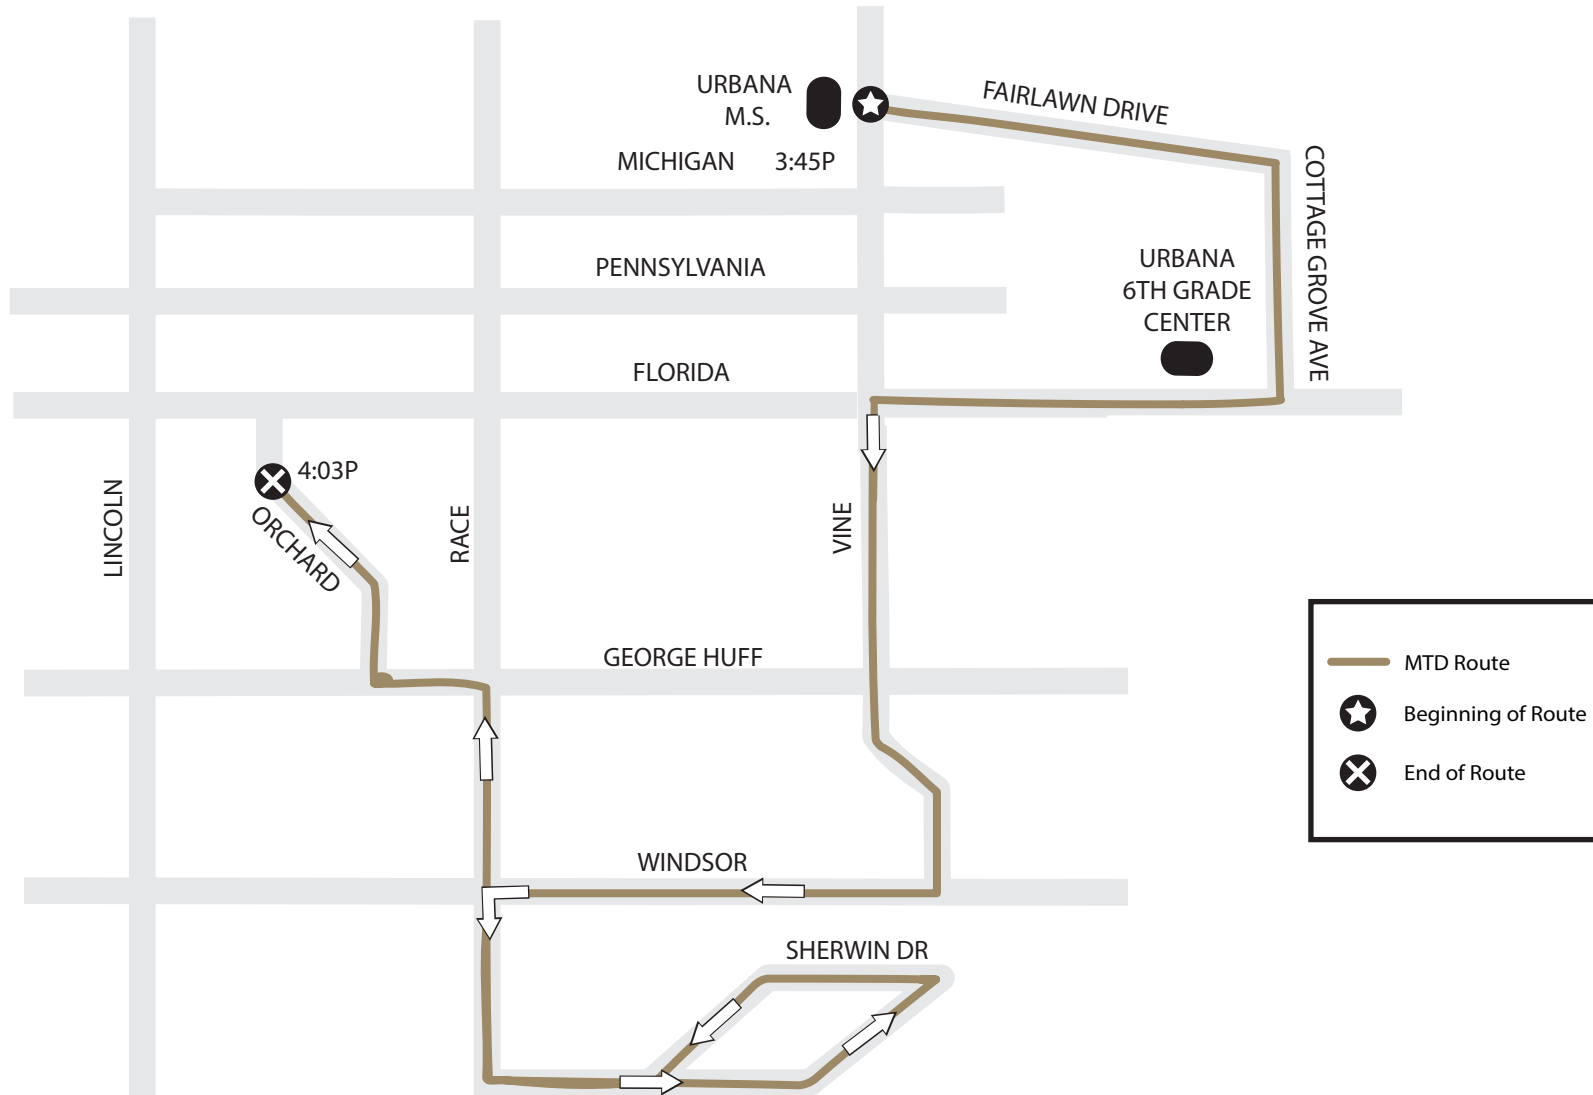 URBANA
M.S.
FAIRLAWN DRIVE
MICHIGAN 3:45P
COTTAGE GROVE AVE
PENNSYLVANIA
URBANA
6TH GRADE
CENTER
FLORIDA
4:03P
LINCOLN
ORCHARD
RACE
VINE
GEORGE HUFF
MTD Route
Beginning of Route
End of Route
WINDSOR
SHERWIN DR